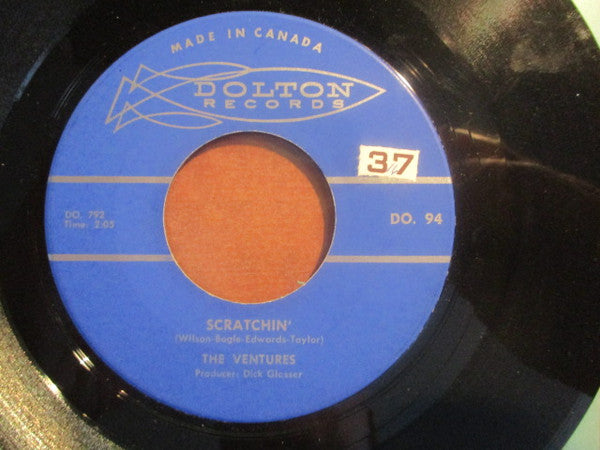 MADE IN CANADA
DOLTON
RECORDS
37
DO. 792
Time: 2:05
DO. 94
SCRATCHIN'
(Wilson-Bogle-Edwards-Taylor)
THE VENTURES
Producer: Dick Glasser